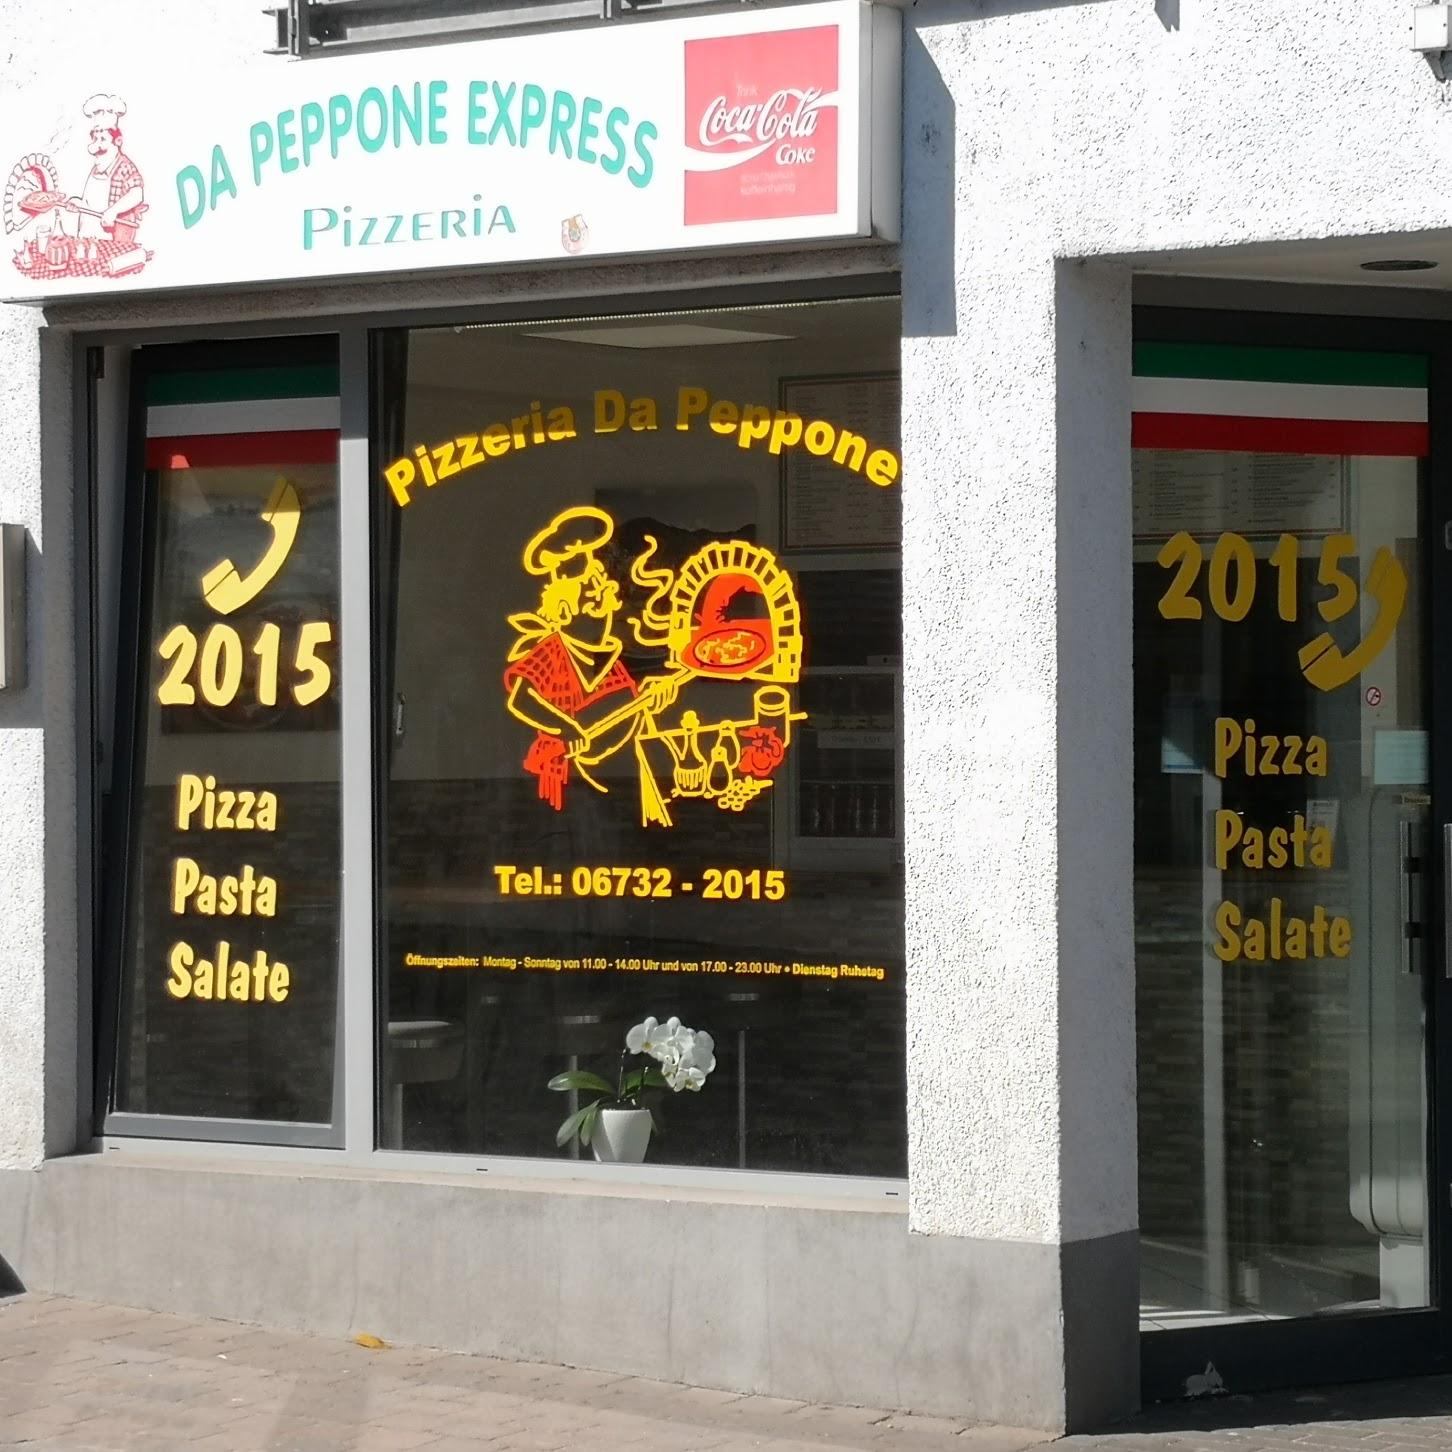 DA PEPPONE EXPRESS
PIZZERIA
Trink
Coca-Cola
Coke
koffeinhaltig
Pizzeria Da Peppone
2015
Pizza
Pasta
Salate
Tel.: 06732 - 2015
Öffnungszeiten: Montag - Sonntag von 11.00 - 14.00 Uhr und von 17.00 - 23.00 Uhr • Dienstag Ruhetag
2015
Pizza
Pasta
Salate